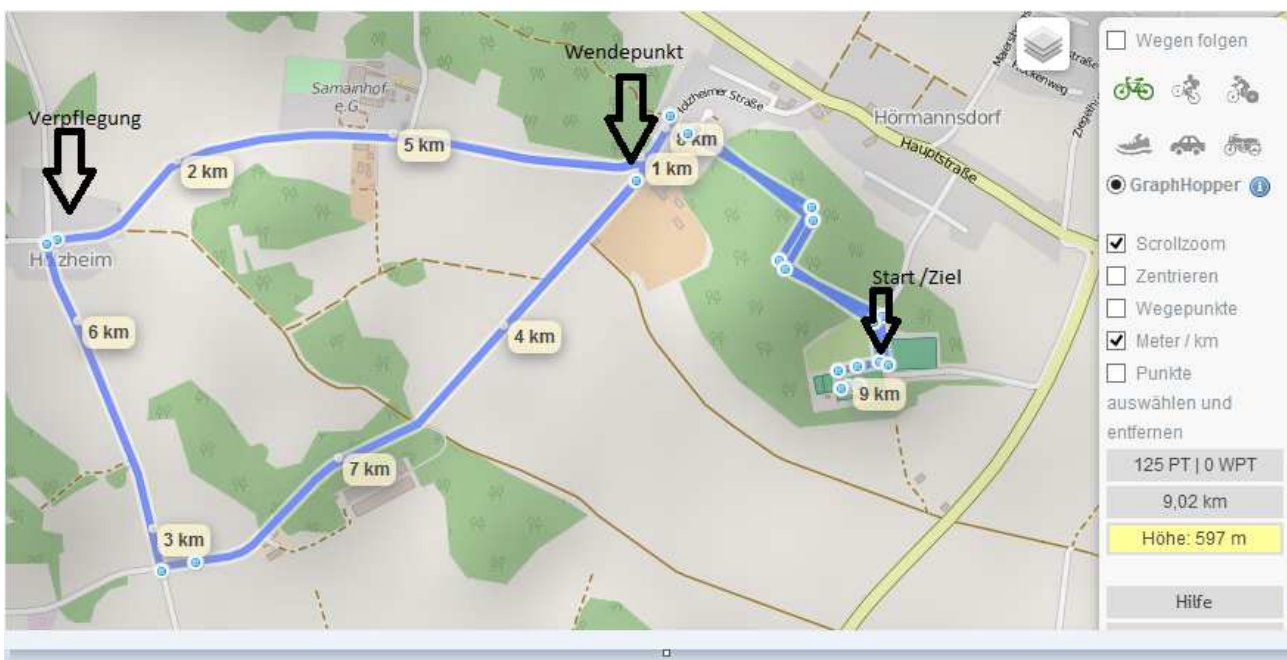 Wendepunkt
Verpflegung
Samainhof
e.G.
Holzheimer Straße
Hörmannsdorf
Hauptstraße
5 km
2 km
8 km
1 km
Start /Ziel
6 km
4 km
9 km
7 km
3 km
Wegen folgen
GraphHopper
Scrollzoom
Zentrieren
Wegepunkte
Meter / km
Punkte
auswählen und
entfernen
125 PT | 0 WPT
9,02 km
Höhe: 597 m
Hilfe